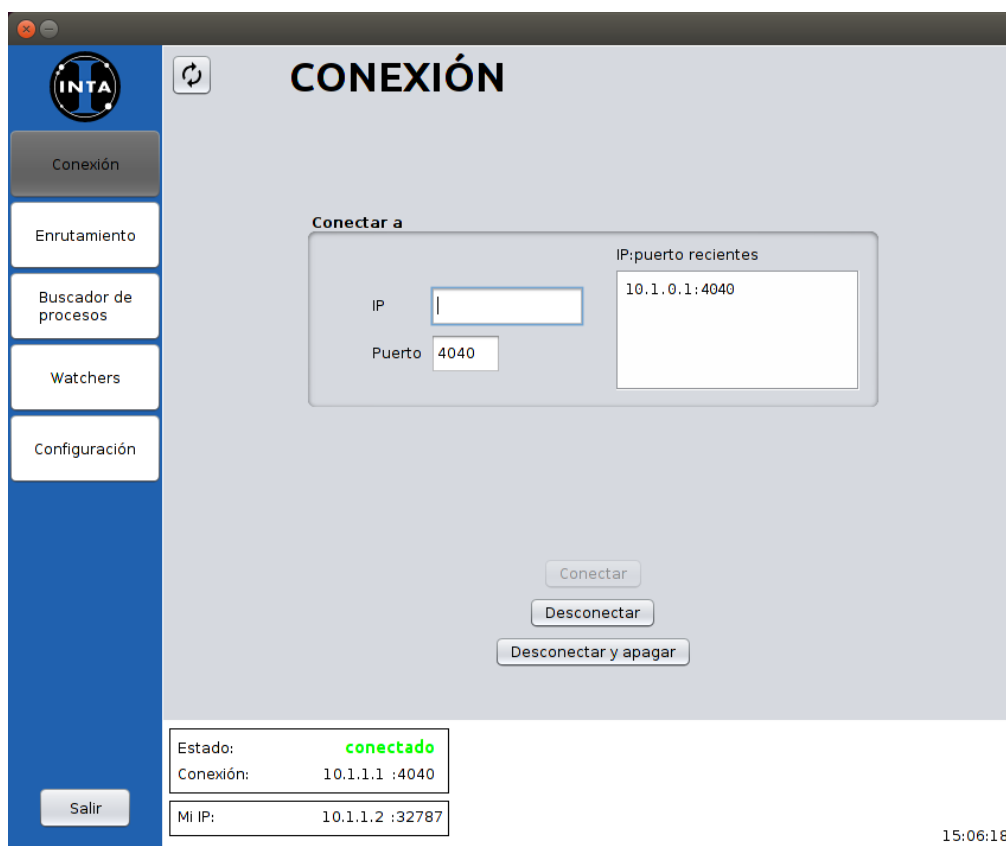 INTA
CONEXIÓN
Conexión
Enrutamiento
Buscador de
procesos
Watchers
Configuración
Conectar a
IP:puerto recientes
IP
10.1.0.1:4040
Puerto 4040
Conectar
Desconectar
Desconectar y apagar
Estado: conectado
Conexión: 10.1.1.1 :4040
Mi IP: 10.1.1.2 :32787
Salir
15:06:18